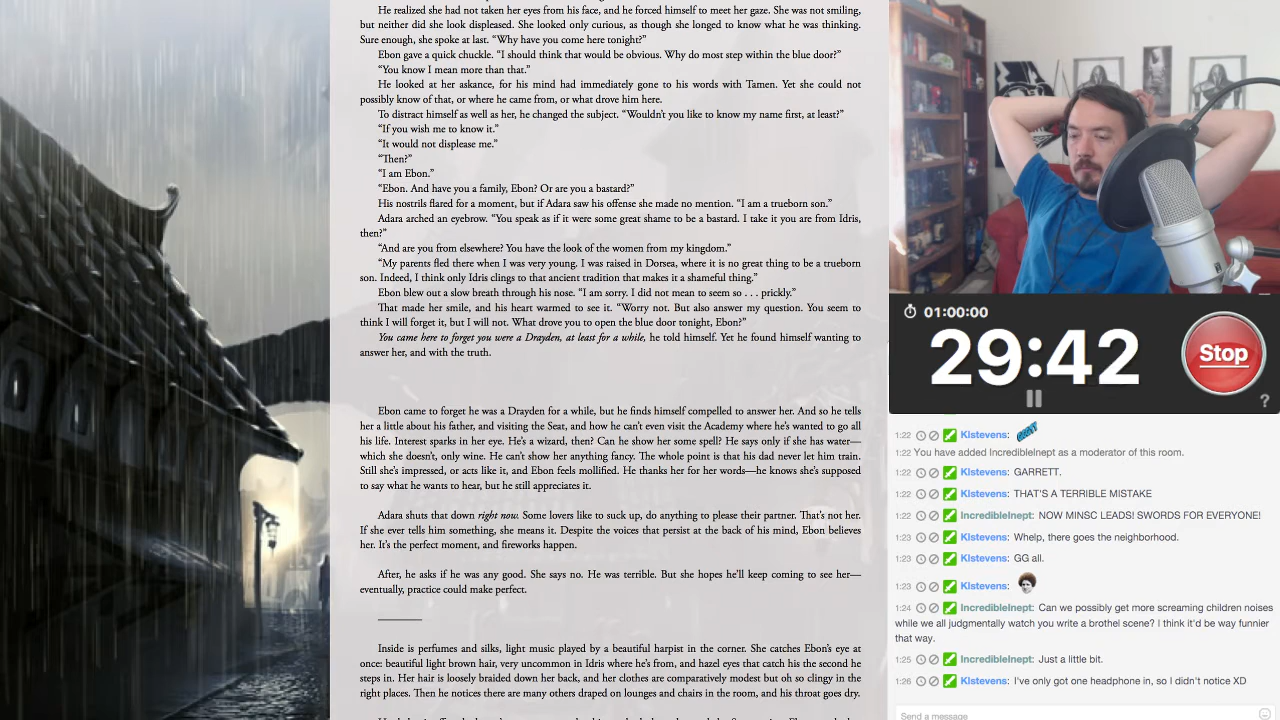 He realized she had not taken her eyes from his face, and he forced himself to meet her gaze. She was not smiling,
but neither did she look displeased. She looked only curious, as though she longed to know what he was thinking.
Sure enough, she spoke at last. “Why have you come here tonight?”
Ebon gave a quick chuckle. “I should think that would be obvious. Why do most step within the blue door?”
“You know I mean more than that.”
He looked at her askance, for his mind had immediately gone to his words with Tamen. Yet she could not
possibly know of that, or where he came from, or what drove him here.
To distract himself as well as her, he changed the subject. “Wouldn’t you like to know my name first, at least?”
“If you wish me to know it.”
“It would not displease me.”
“Then?”
“I am Ebon.”
“Ebon. And have you a family, Ebon? Or are you a bastard?”
His nostrils flared for a moment, but if Adara saw his offense she made no mention. “I am a trueborn son.”
Adara arched an eyebrow. “You speak as if it were some great shame to be a bastard. I take it you are from Idris,
then?”
“And are you from elsewhere? You have the look of the women from my kingdom.”
“My parents fled there when I was very young. I was raised in Dorsea, where it is no great thing to be a trueborn
son. Indeed, I think only Idris clings to that ancient tradition that makes it a shameful thing.”
Ebon blew out a slow breath through his nose. “I am sorry. I did not mean to seem so . . . prickly.”
That made her smile, and his heart warmed to see it. “Worry not. But also answer my question. You seem to
think I will forget it, but I will not. What drove you to open the blue door tonight, Ebon?”
You came here to forget you were a Drayden, at least for a while, he told himself. Yet he found himself wanting to
answer her, and with the truth.
Ebon came to forget he was a Drayden for a while, but he finds himself compelled to answer her. And so he tells
her a little about his father, and visiting the Seat, and how he can’t even visit the Academy where he’s wanted to go all
his life. Interest sparks in her eye. He’s a wizard, then? Can he show her some spell? He says only if she has water—
which she doesn’t, only wine. He can’t show her anything fancy. The whole point is that his dad never let him train.
Still she’s impressed, or acts like it, and Ebon feels mollified. He thanks her for her words—he knows she’s supposed
to say what he wants to hear, but he still appreciates it.
Adara shuts that down right now. Some lovers like to suck up, do anything to please their partner. That’s not her.
If she ever tells him something, she means it. Despite the voices that persist at the back of his mind, Ebon believes
her. It’s the perfect moment, and fireworks happen.
After, he asks if he was any good. She says no. He was terrible. But she hopes he’ll keep coming to see her—
eventually, practice could make perfect.
Inside is perfumes and silks, light music played by a beautiful harpist in the corner. She catches Ebon’s eye at
once: beautiful light brown hair, very uncommon in Idris where he’s from, and hazel eyes that catch his the second he
steps in. Her hair is loosely braided down her back, and her clothes are comparatively modest but oh so clingy in the
right places. Then he notices there are many others draped on lounges and chairs in the room, and his throat goes dry.
01:00:00
29:42
Stop
?
1:22 Klstevens:
1:22 You have added IncredibleInept as a moderator of this room.
1:22 Klstevens: GARRETT.
1:22 Klstevens: THAT'S A TERRIBLE MISTAKE
1:22 IncredibleInept: NOW MINSC LEADS! SWORDS FOR EVERYONE!
1:23 Klstevens: Whelp, there goes the neighborhood.
1:23 Klstevens: GG all.
1:23 Klstevens:
1:24 IncredibleInept: Can we possibly get more screaming children noises
while we all judgmentally watch you write a brothel scene? I think it'd be way funnier
that way.
1:25 IncredibleInept: Just a little bit.
1:26 Klstevens: I've only got one headphone in, so I didn't notice XD
Send a message